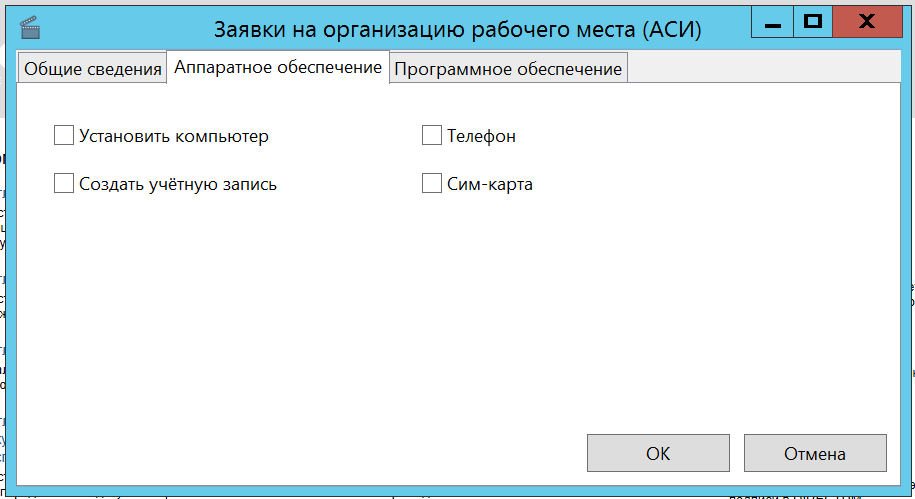 Заявки на организацию рабочего места (АСИ)
Общие сведения Аппаратное обеспечение Программное обеспечение
Установить компьютер Телефон
Создать учётную запись Сим-карта
OK Отмена